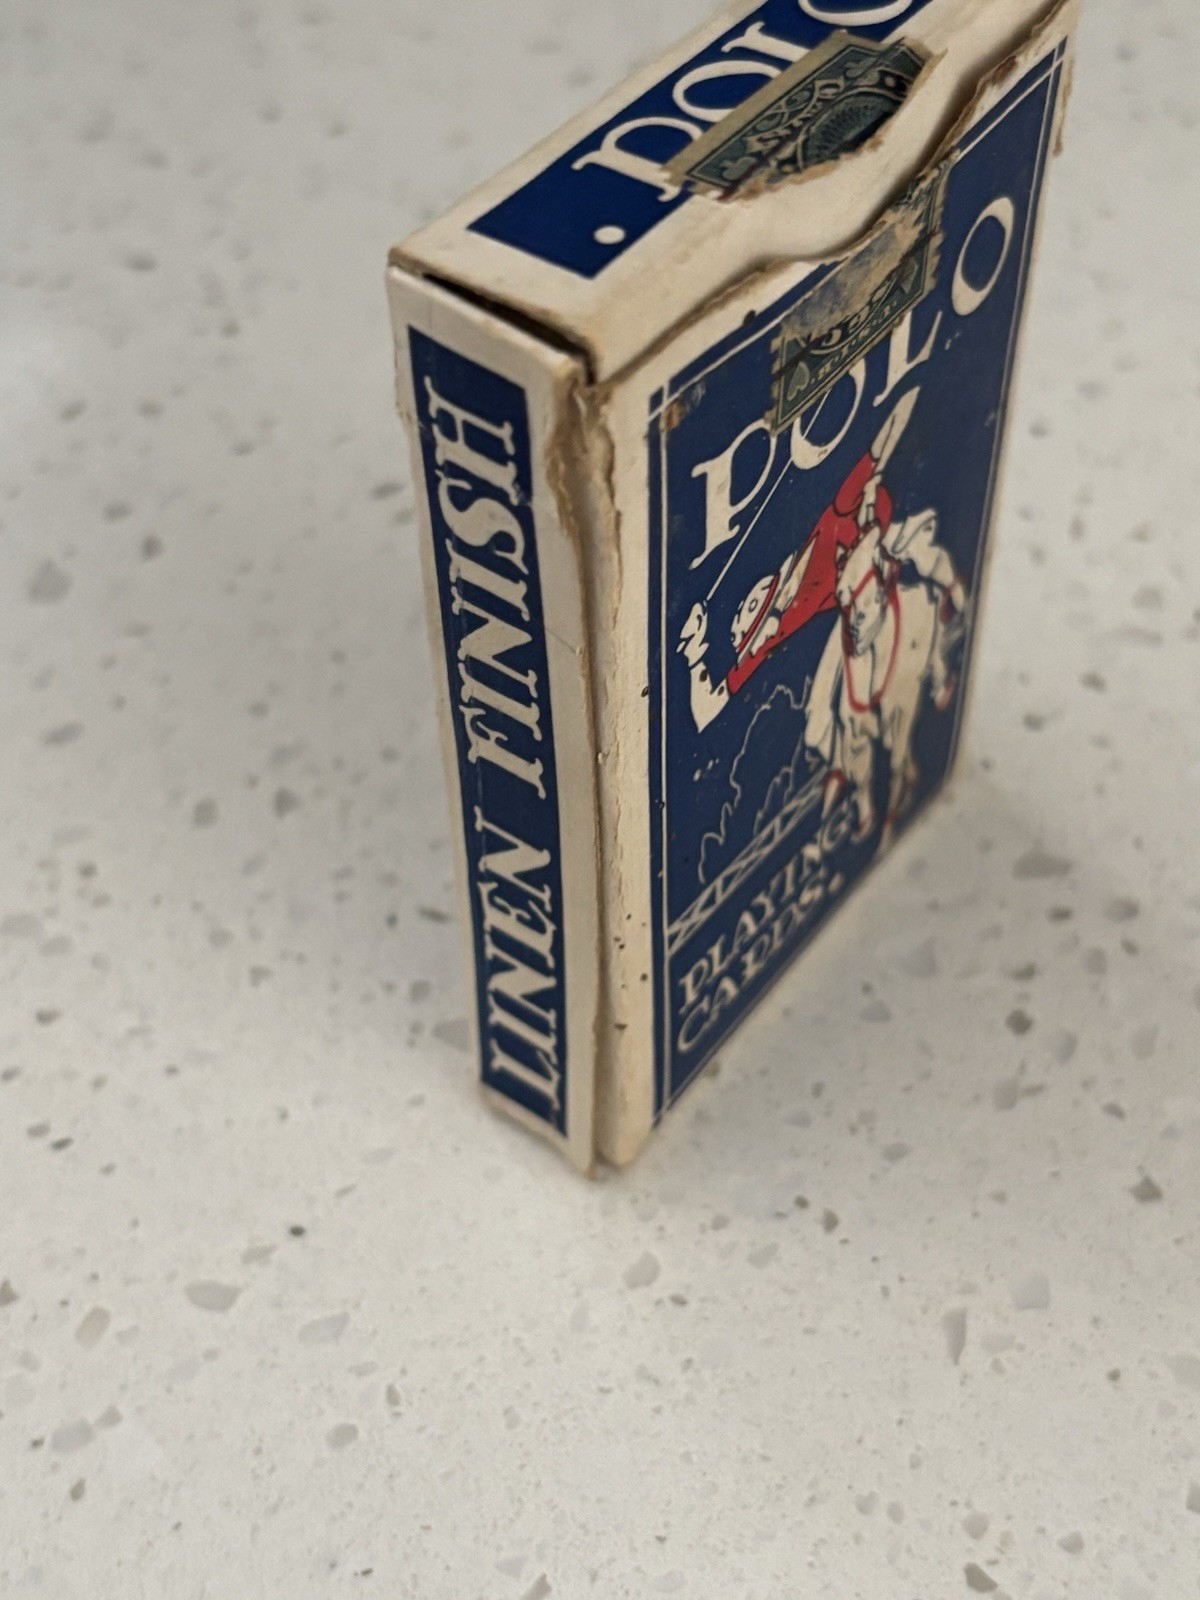 POLO
POLO
PLAYING
CARDS.
LINEN FINISH